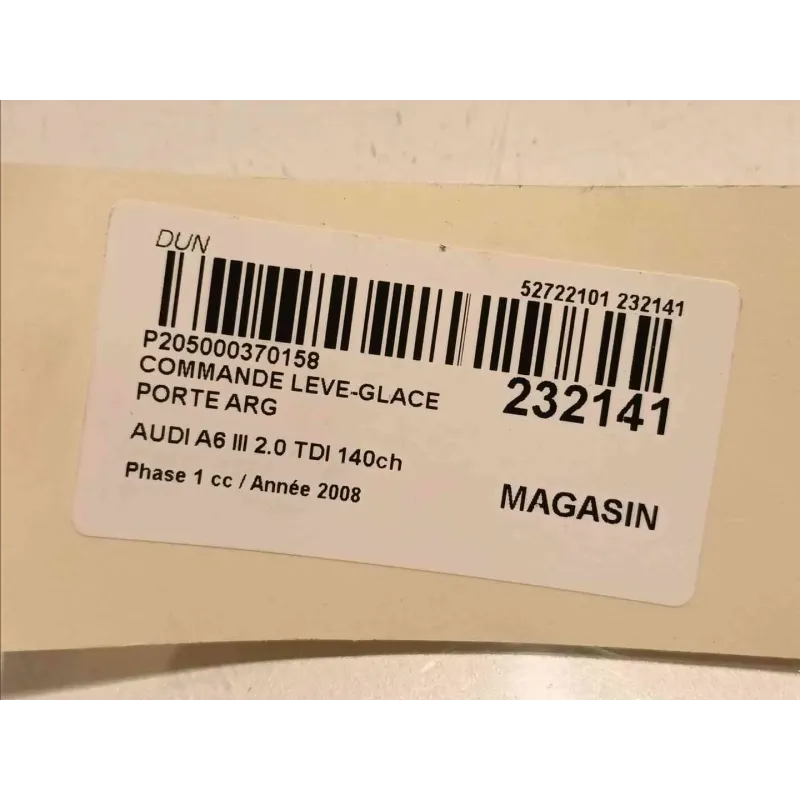 DUN
52722101 232141
P205000370158
COMMANDE LEVE-GLACE
PORTE ARG
232141
AUDI A6 III 2.0 TDI 140ch
Phase 1 cc / Année 2008
MAGASIN